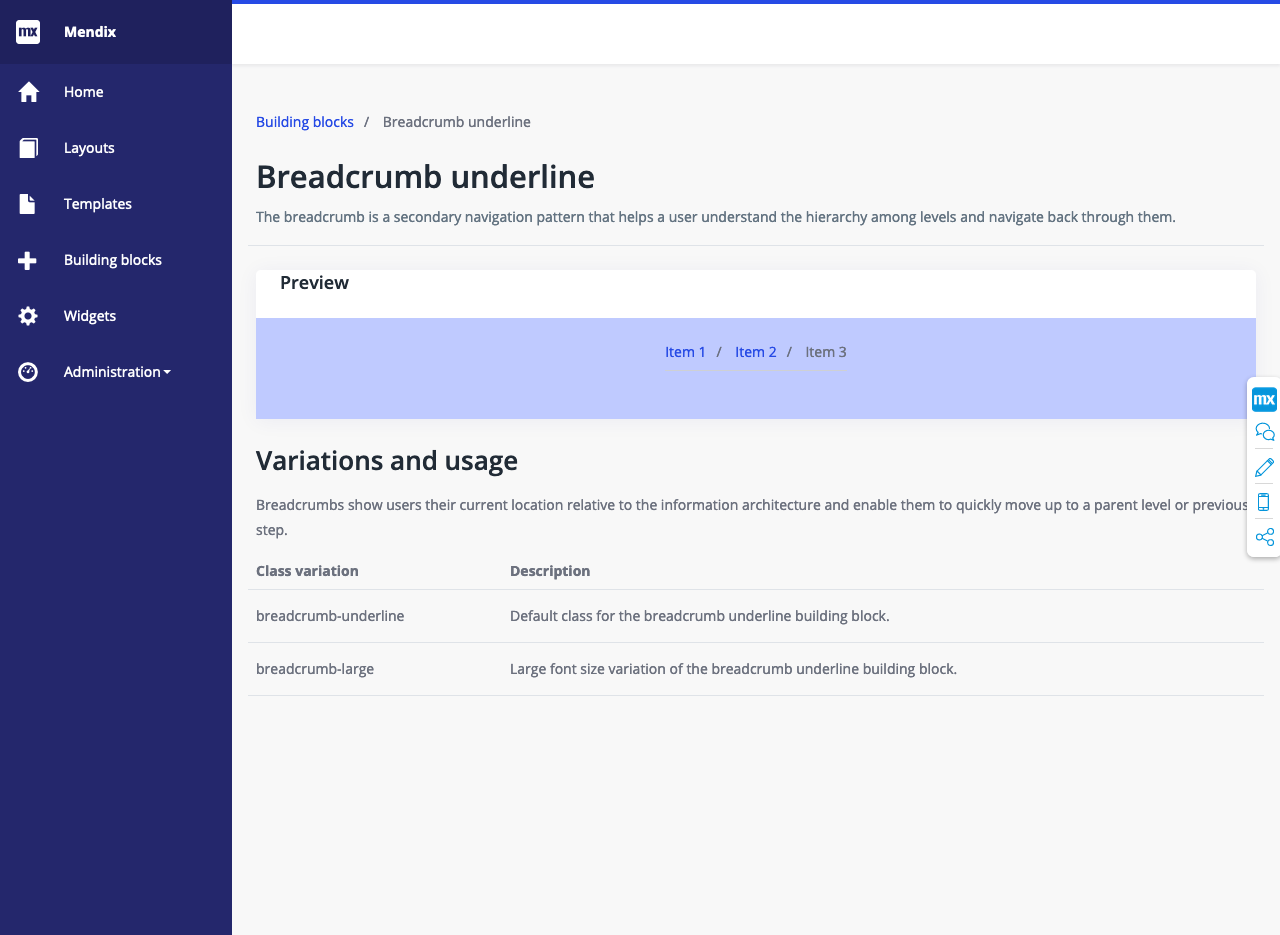 mx Mendix
Home
Layouts
Templates
Building blocks
Widgets
Administration
Building blocks / Breadcrumb underline
Breadcrumb underline
The breadcrumb is a secondary navigation pattern that helps a user understand the hierarchy among levels and navigate back through them.
Preview
Item 1 / Item 2 / Item 3
mx
Variations and usage
Breadcrumbs show users their current location relative to the information architecture and enable them to quickly move up to a parent level or previous
step.
Class variation Description
breadcrumb-underline Default class for the breadcrumb underline building block.
breadcrumb-large Large font size variation of the breadcrumb underline building block.